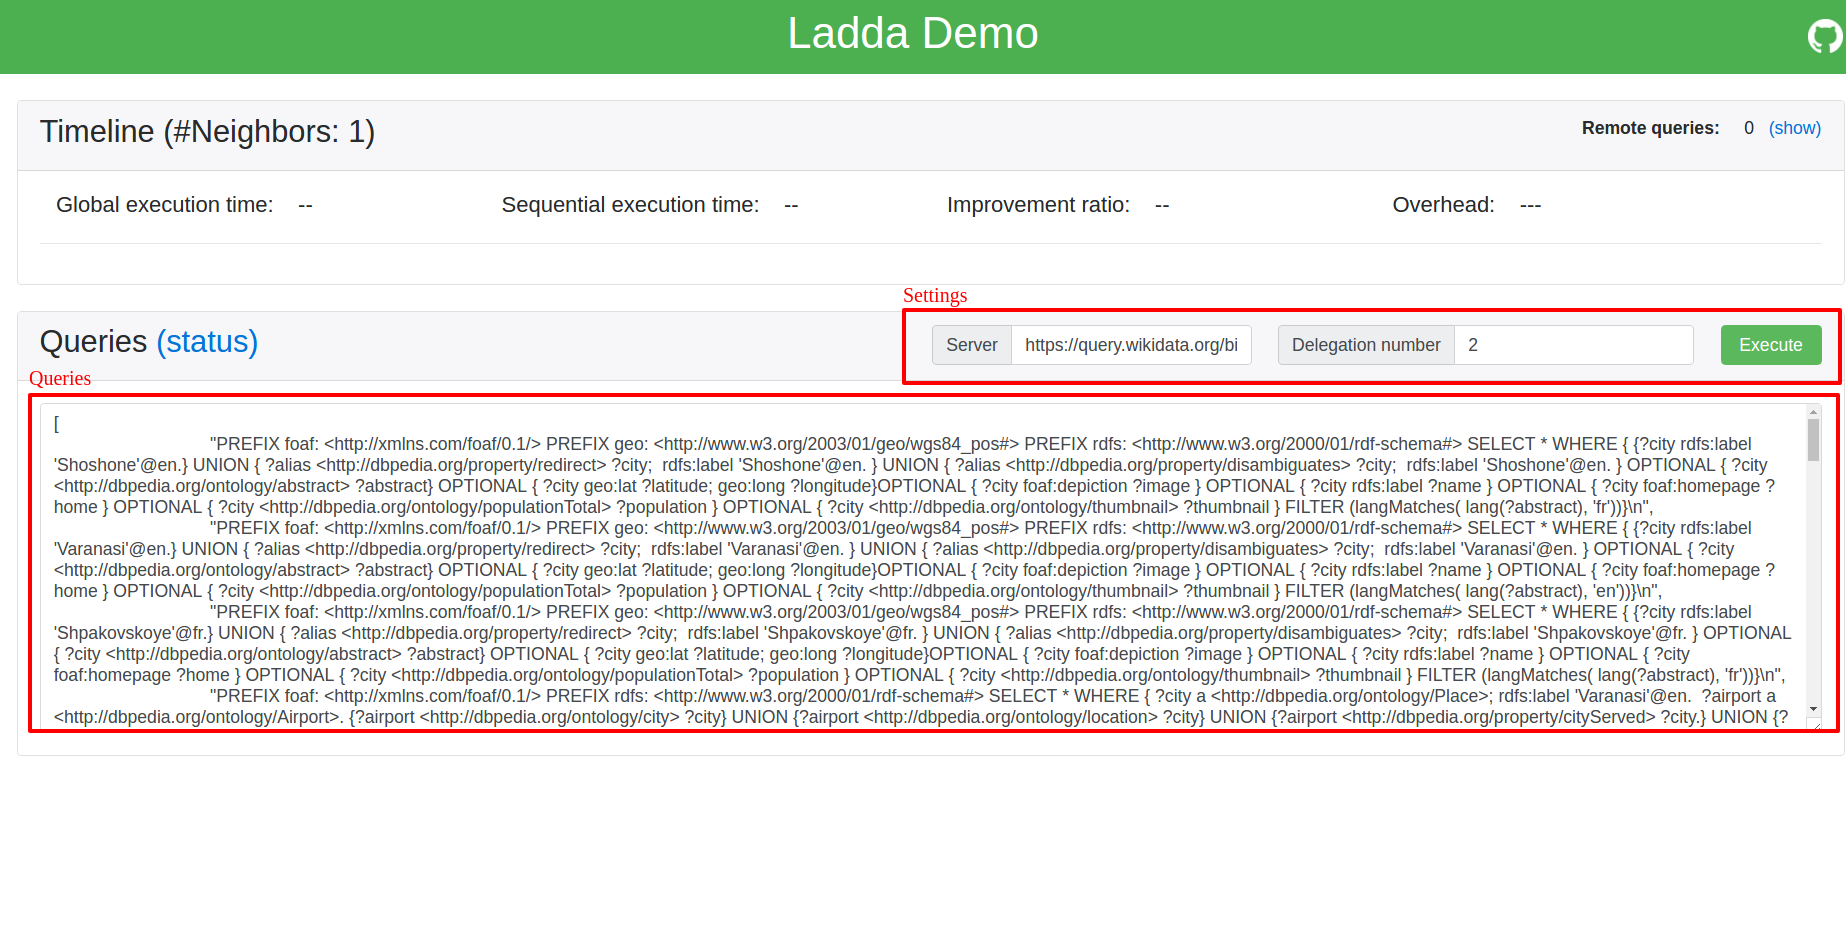 Ladda Demo
Timeline (#Neighbors: 1)
Remote queries: 0 (show)
Global execution time: --
Sequential execution time: --
Improvement ratio: --
Overhead: ---
Settings
Queries (status)
Server https://query.wikidata.org/bi
Delegation number 2
Execute
Queries
[
"PREFIX foaf: <http://xmlns.com/foaf/0.1/> PREFIX geo: <http://www.w3.org/2003/01/geo/wgs84_pos#> PREFIX rdfs: <http://www.w3.org/2000/01/rdf-schema#> SELECT * WHERE { {?city rdfs:label
'Shoshone'@en.} UNION { ?alias <http://dbpedia.org/property/redirect> ?city;  rdfs:label 'Shoshone'@en. } UNION { ?alias <http://dbpedia.org/property/disambiguates> ?city;  rdfs:label 'Shoshone'@en. } OPTIONAL { ?city
<http://dbpedia.org/ontology/abstract> ?abstract} OPTIONAL { ?city geo:lat ?latitude; geo:long ?longitude}OPTIONAL { ?city foaf:depiction ?image } OPTIONAL { ?city rdfs:label ?name } OPTIONAL { ?city foaf:homepage ?
home } OPTIONAL { ?city <http://dbpedia.org/ontology/populationTotal> ?population } OPTIONAL { ?city <http://dbpedia.org/ontology/thumbnail> ?thumbnail } FILTER (langMatches( lang(?abstract), 'fr'))}\n",
"PREFIX foaf: <http://xmlns.com/foaf/0.1/> PREFIX geo: <http://www.w3.org/2003/01/geo/wgs84_pos#> PREFIX rdfs: <http://www.w3.org/2000/01/rdf-schema#> SELECT * WHERE { {?city rdfs:label
'Varanasi'@en.} UNION { ?alias <http://dbpedia.org/property/redirect> ?city;  rdfs:label 'Varanasi'@en. } UNION { ?alias <http://dbpedia.org/property/disambiguates> ?city;  rdfs:label 'Varanasi'@en. } OPTIONAL { ?city
<http://dbpedia.org/ontology/abstract> ?abstract} OPTIONAL { ?city geo:lat ?latitude; geo:long ?longitude}OPTIONAL { ?city foaf:depiction ?image } OPTIONAL { ?city rdfs:label ?name } OPTIONAL { ?city foaf:homepage ?
home } OPTIONAL { ?city <http://dbpedia.org/ontology/populationTotal> ?population } OPTIONAL { ?city <http://dbpedia.org/ontology/thumbnail> ?thumbnail } FILTER (langMatches( lang(?abstract), 'en'))}\n",
"PREFIX foaf: <http://xmlns.com/foaf/0.1/> PREFIX geo: <http://www.w3.org/2003/01/geo/wgs84_pos#> PREFIX rdfs: <http://www.w3.org/2000/01/rdf-schema#> SELECT * WHERE { {?city rdfs:label
'Shpakovskoye'@fr.} UNION { ?alias <http://dbpedia.org/property/redirect> ?city;  rdfs:label 'Shpakovskoye'@fr. } UNION { ?alias <http://dbpedia.org/property/disambiguates> ?city;  rdfs:label 'Shpakovskoye'@fr. } OPTIONAL
{ ?city <http://dbpedia.org/ontology/abstract> ?abstract} OPTIONAL { ?city geo:lat ?latitude; geo:long ?longitude}OPTIONAL { ?city foaf:depiction ?image } OPTIONAL { ?city rdfs:label ?name } OPTIONAL { ?city
foaf:homepage ?home } OPTIONAL { ?city <http://dbpedia.org/ontology/populationTotal> ?population } OPTIONAL { ?city <http://dbpedia.org/ontology/thumbnail> ?thumbnail } FILTER (langMatches( lang(?abstract), 'fr'))}\n",
"PREFIX foaf: <http://xmlns.com/foaf/0.1/> PREFIX rdfs: <http://www.w3.org/2000/01/rdf-schema#> SELECT * WHERE { ?city a <http://dbpedia.org/ontology/Place>; rdfs:label 'Varanasi'@en.  ?airport a
<http://dbpedia.org/ontology/Airport>. {?airport <http://dbpedia.org/ontology/city> ?city} UNION {?airport <http://dbpedia.org/ontology/location> ?city} UNION {?airport <http://dbpedia.org/property/cityServed> ?city.} UNION {?